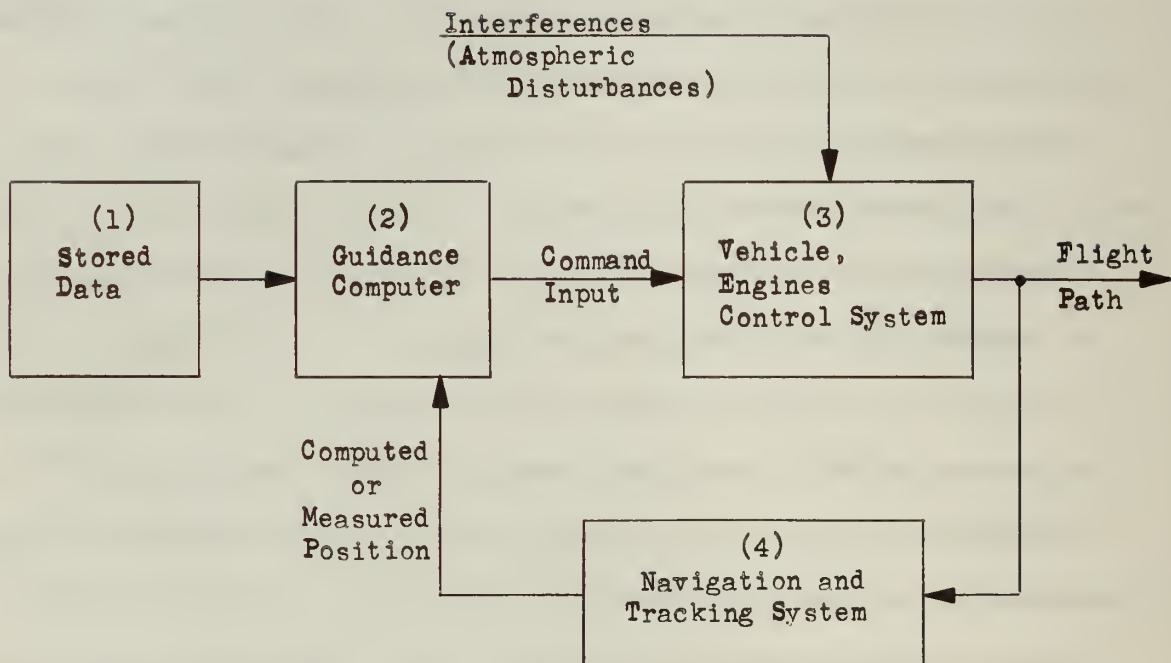 Interferences
(Atmospheric
Disturbances)
(1)
Stored
Data
(2)
Guidance
Computer
Command
Input
(3)
Vehicle,
Engines
Control System
Flight
Path
Computed
or
Measured
Position
(4)
Navigation and
Tracking System